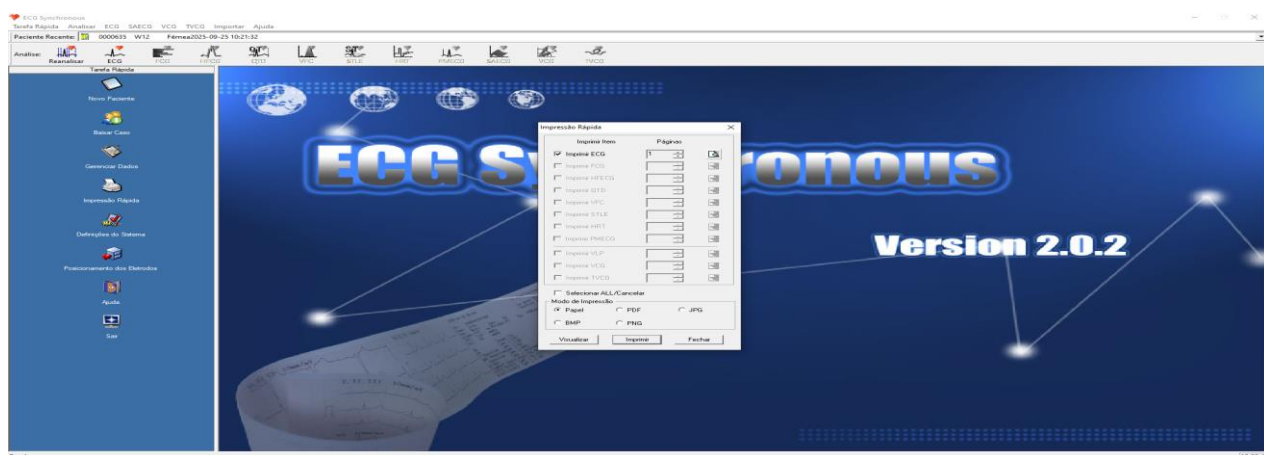 ECG Synchronous
Tarefa Rápida Analisar ECG SAECG VCG TVCG Importar Ajuda
Paciente Recente: 0000633 W12 Fêmea2025-09-25 10:21:32
Análise: Reanalisar ECG FCG HFECG QTD VFC STLE HRT PMECG SAECG VCG TVCG
Tarefa Rápida
Novo Paciente
Baixar Caso
Gerenciar Dados
Impressão Rápida
Definições do Sistema
Posicionamento dos Eletrodos
Ajuda
Sair
ECG Sy
ronous
Version 2.0.2
Impressão Rápida
Imprimir Item Páginas
Imprimir ECG 1
Imprimir FCG
Imprimir HFECG
Imprimir QTD
Imprimir VFC
Imprimir STLE
Imprimir HRT
Imprimir PMECG
Imprimir VLP
Imprimir VCG
Imprimir TVCG
Selecionar ALL/Cancelar
Modo de Impressão
Papel PDF JPG
BMP PNG
Visualizar Imprimir Fechar